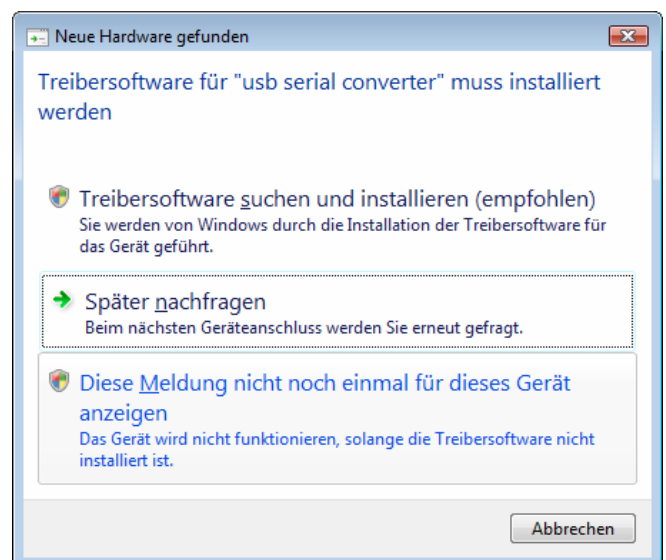 Neue Hardware gefunden
Treibersoftware für "usb serial converter" muss installiert
werden
Treibersoftware suchen und installieren (empfohlen)
Sie werden von Windows durch die Installation der Treibersoftware für
das Gerät geführt.
Später nachfragen
Beim nächsten Geräteanschluss werden Sie erneut gefragt.
Diese Meldung nicht noch einmal für dieses Gerät
anzeigen
Das Gerät wird nicht funktionieren, solange die Treibersoftware nicht
installiert ist.
Abbrechen